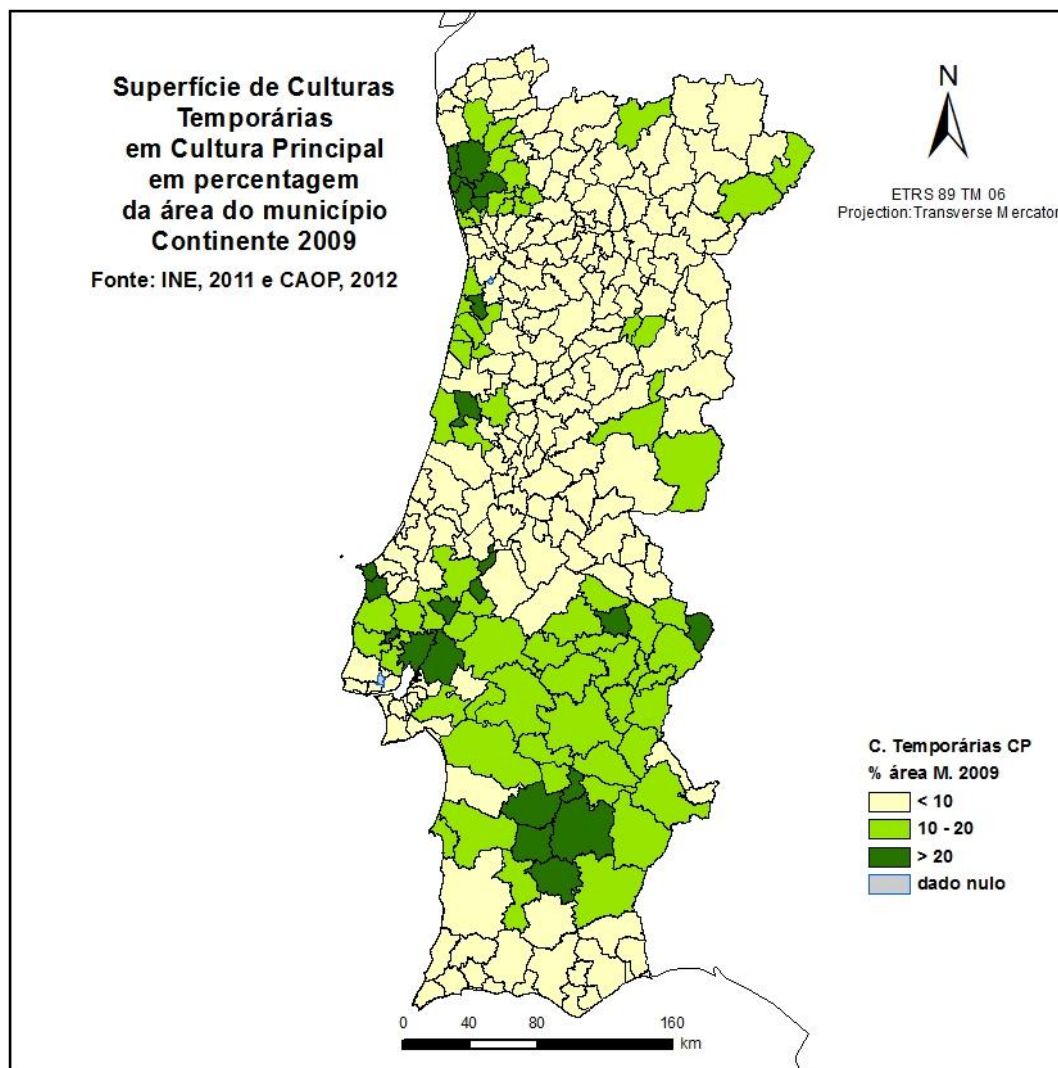 Superfície de Culturas
Temporárias
em Cultura Principal
em percentagem
da área do município
Continente 2009
Fonte: INE, 2011 e CAOP, 2012
N
ETRS 89 TM 06
Projection: Transverse Mercator
C. Temporárias CP
% área M. 2009
< 10
10 - 20
> 20
dado nulo
0 40 80 160
km